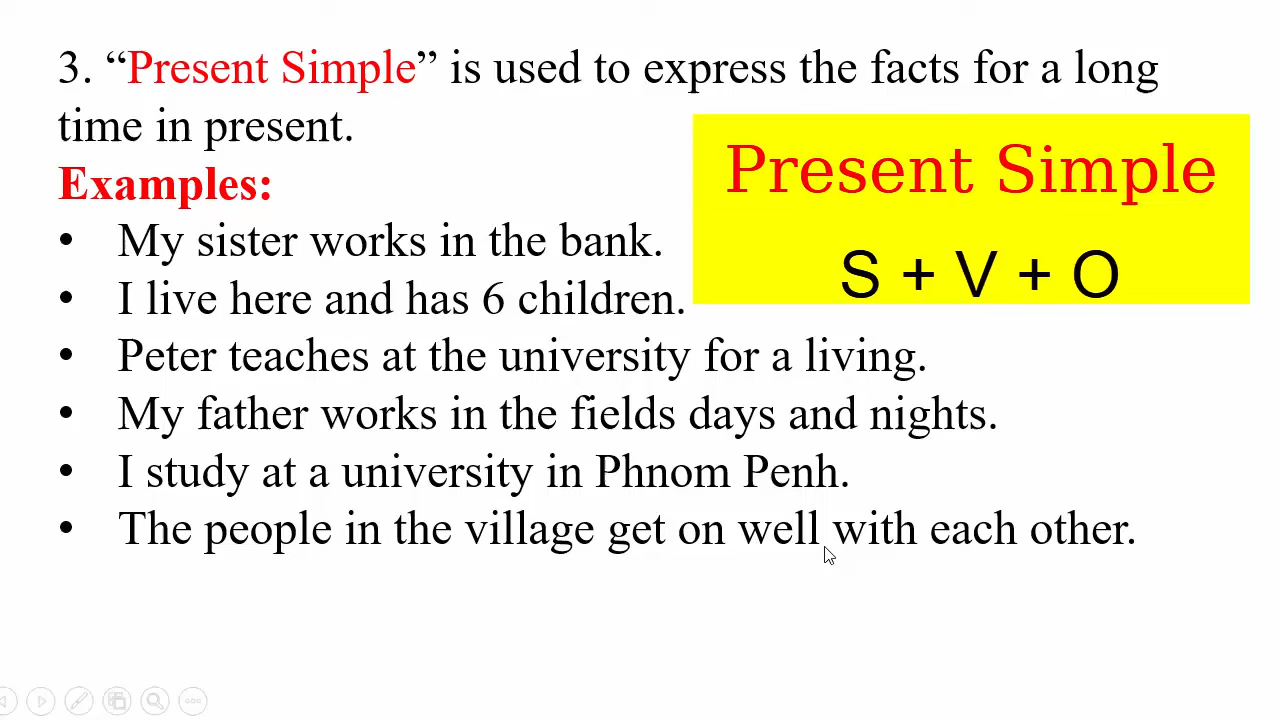 3. “Present Simple” is used to express the facts for a long
time in present.
Present Simple
S + V + O
Examples:
• My sister works in the bank.
• I live here and has 6 children.
• Peter teaches at the university for a living.
• My father works in the fields days and nights.
• I study at a university in Phnom Penh.
• The people in the village get on well with each other.